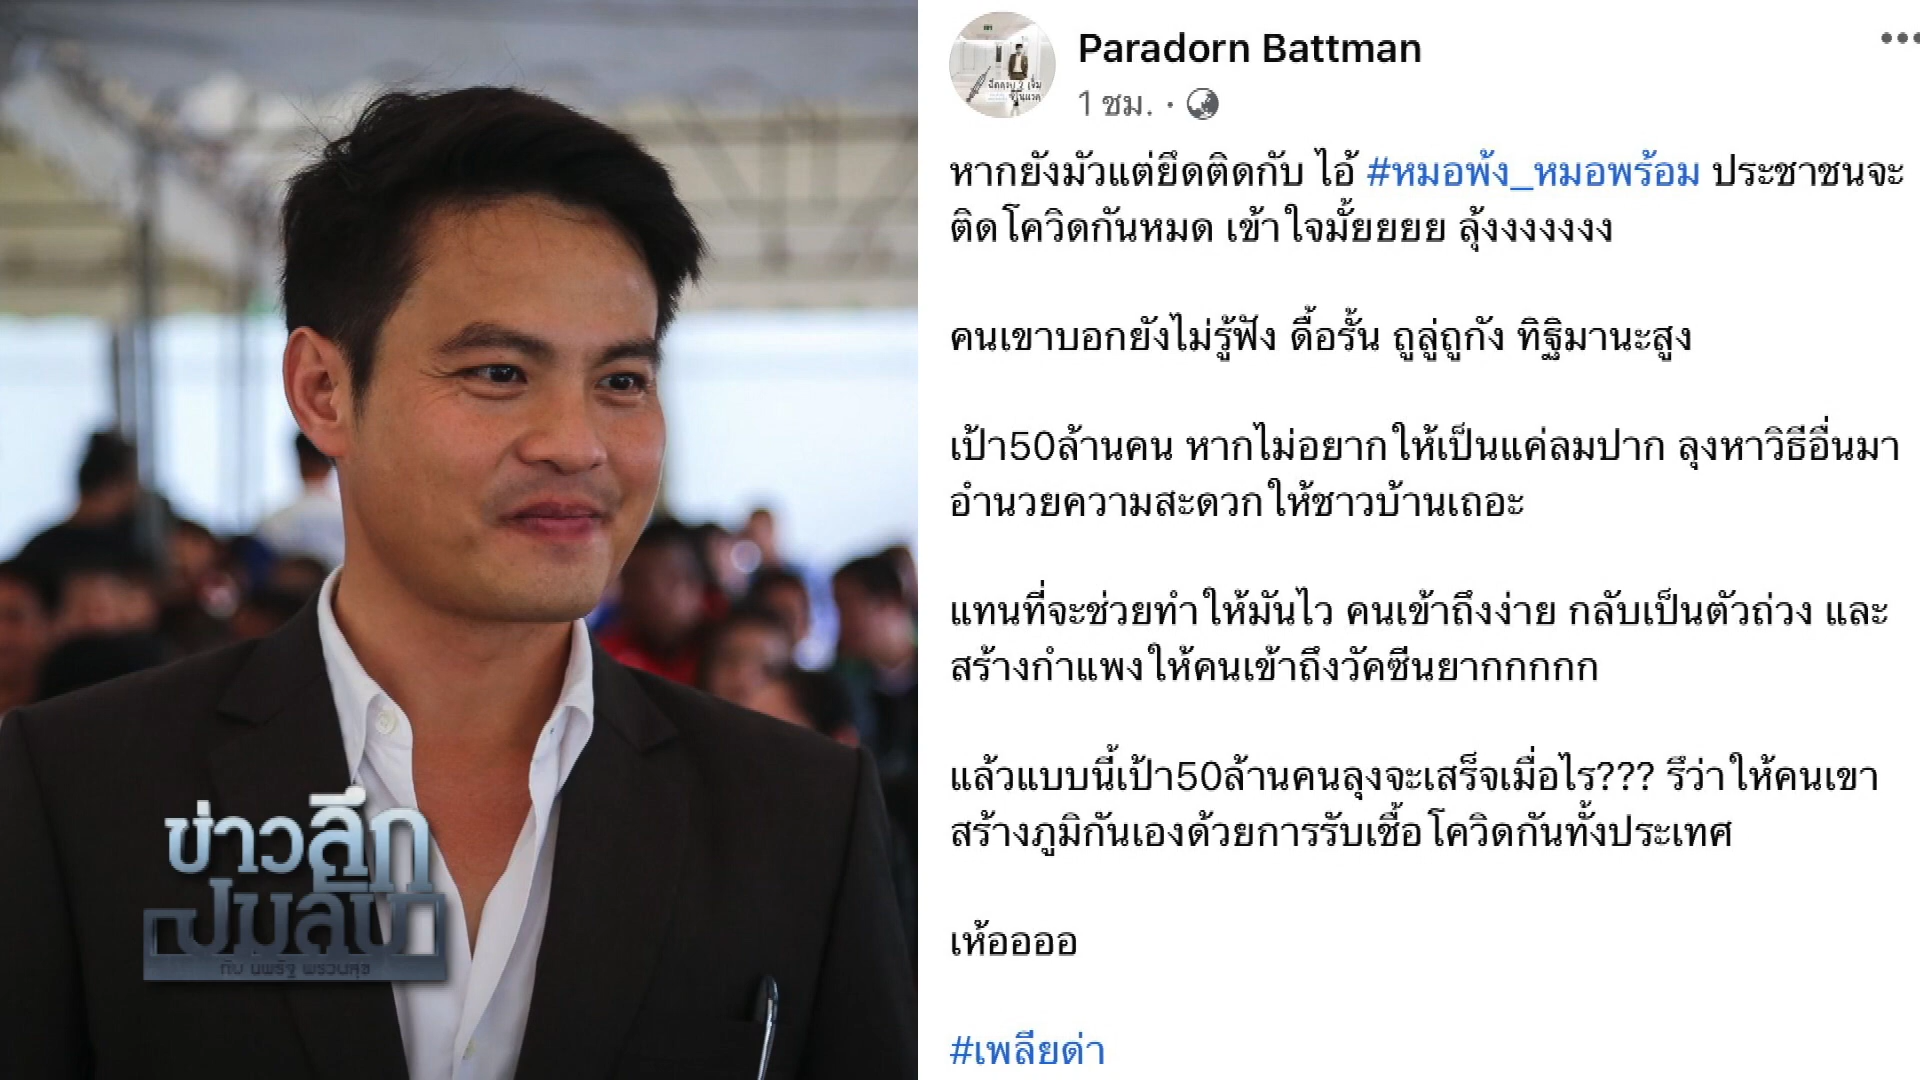 ข่าวลึก
ปมลับ
กับ นพรัฐ พรวนสุข
Paradorn Battman
1 ชม. ·
หากยังมัวแต่ยึดติดกับ ไอ้ #หมอพ้ง_หมอพร้อม ประชาชนจะ
ติดโควิดกันหมด เข้าใจมั้ยยยยย ลุ้งงงงงงง
คนเขาบอกยังไม่รู้ฟัง ดื้อรั้น ถูลู่ถูกัง ทิฐิมานะสูง
เป้า50ล้านคน หากไม่อยากให้เป็นแค่ลมปาก ลุงหาวิธีอื่นมา
อำนวยความสะดวกให้ชาวบ้านเถอะ
แทนที่จะช่วยทำให้มันไว คนเข้าถึงง่าย กลับเป็นตัวถ่วง และ
สร้างกำแพงให้คนเข้าถึงวัคซีนยากกกกก
แล้วแบบนี้เป้า50ล้านคนลุงจะเสร็จเมื่อไร??? รึว่าให้คนเขา
สร้างภูมิกันเองด้วยการรับเชื้อโควิดกันทั้งประเทศ
เห้ออออ
#เพลียด่า